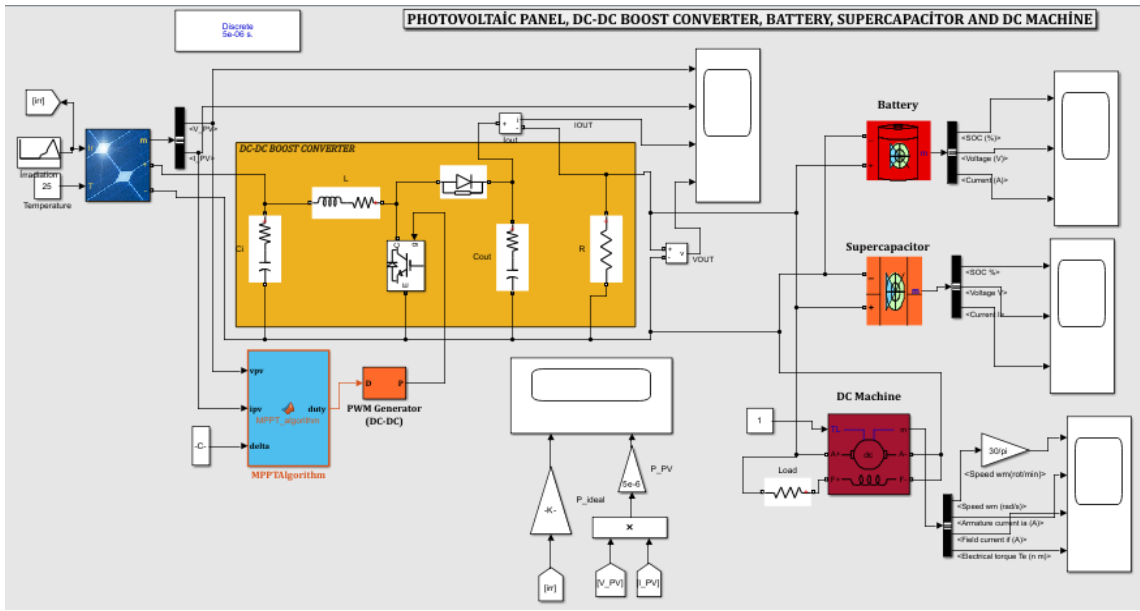 PHOTOVOLTAİC PANEL, DC-DC BOOST CONVERTER, BATTERY, SUPERCAPACİTOR AND DC MACHİNE
Discrete
5e-06 s.
[irr]
Irradiation
25
Temperature
Ir
T
m
+
-
<V_PV>
<I_PV>
DC-DC BOOST CONVERTER
Ci
L
C
g
E
Cout
R
+
i
-
Iout
IOUT
+
-
v
VOUT
vpv
ipv
delta
duty
MPPT_algorithm
MPPTAlgorithm
-C-
D
P
PWM Generator
(DC-DC)
-K-
P_ideal
[irr]
5e-6
P_PV
×
[V_PV]
[I_PV]
Battery
-
+
m
<SOC (%)>
<Voltage (V)>
<Current (A)>
Supercapacitor
-
+
m
<SOC %>
<Voltage V>
<Current I>
DC Machine
1
TL
m
A+
dc
A-
F+
F-
Load
30/pi
<Speed wm(rot/min)>
<Speed wm (rad/s)>
<Armature current ia (A)>
<Field current if (A)>
<Electrical torque Te (n m)>